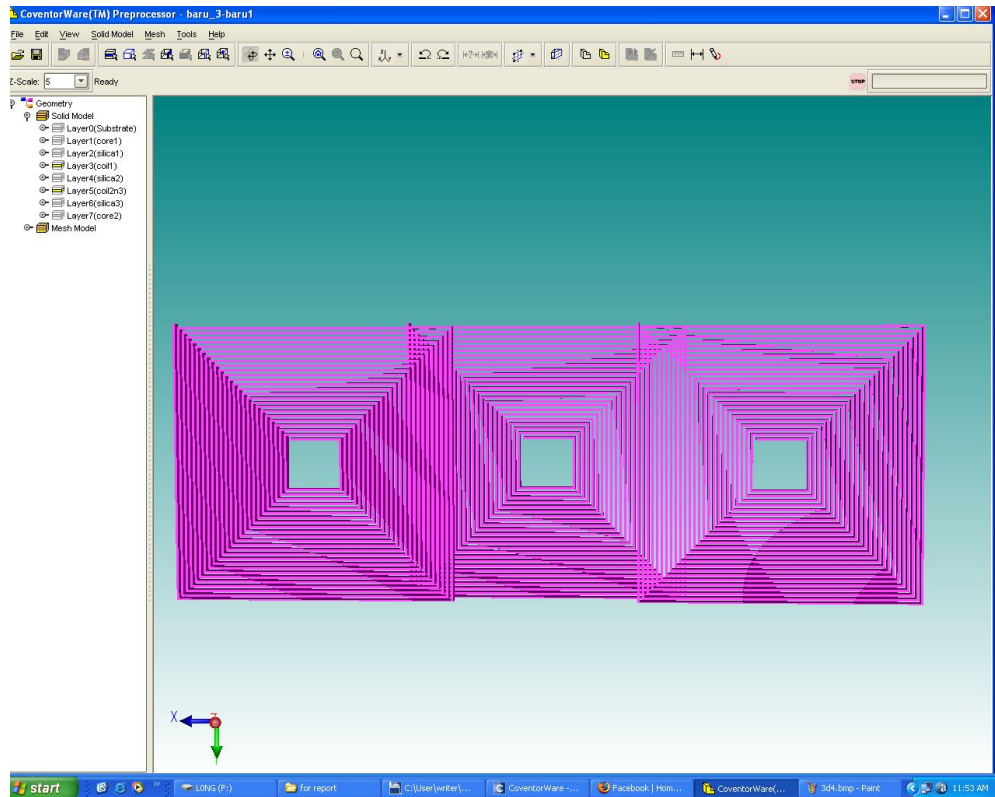 CoventorWare(TM) Preprocessor - baru_3-baru1
File Edit View Solid Model Mesh Tools Help
Z-Scale: 5 Ready
STOP
Geometry
Solid Model
Layer0(Substrate)
Layer1(core1)
Layer2(silica1)
Layer3(coil1)
Layer4(silica2)
Layer5(coil2n3)
Layer6(silica3)
Layer7(core2)
Mesh Model
X
Z
start LONG (F:) for report C:\User\writer\... CoventorWare -... Facebook | Hom... CoventorWare(... 3d4.bmp - Paint 11:53 AM